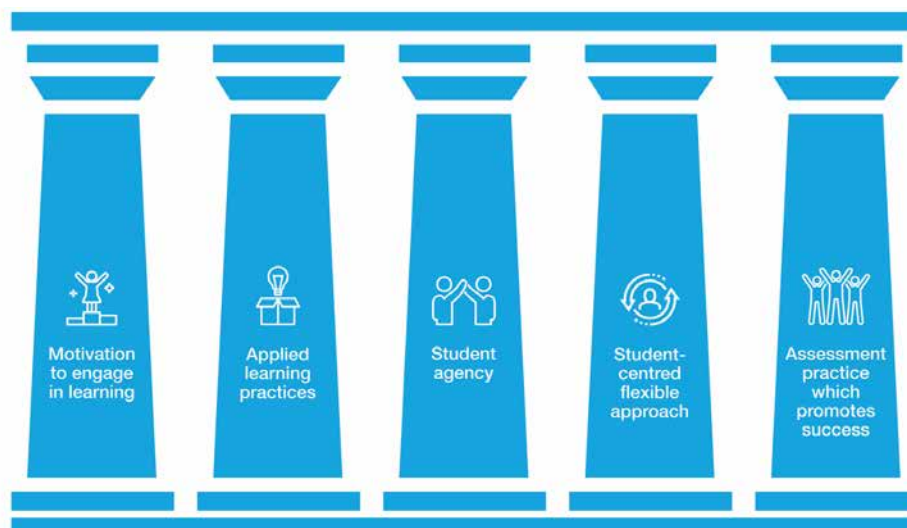 Motivation
to engage
in learning
Applied
learning
practices
Student
agency
Student-
centred
flexible
approach
Assessment
practice
which
promotes
success